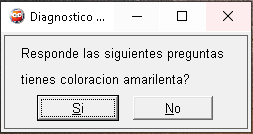 Diagnostico ...
Responde las siguientes preguntas
tienes coloracion amarilenta?
Si No